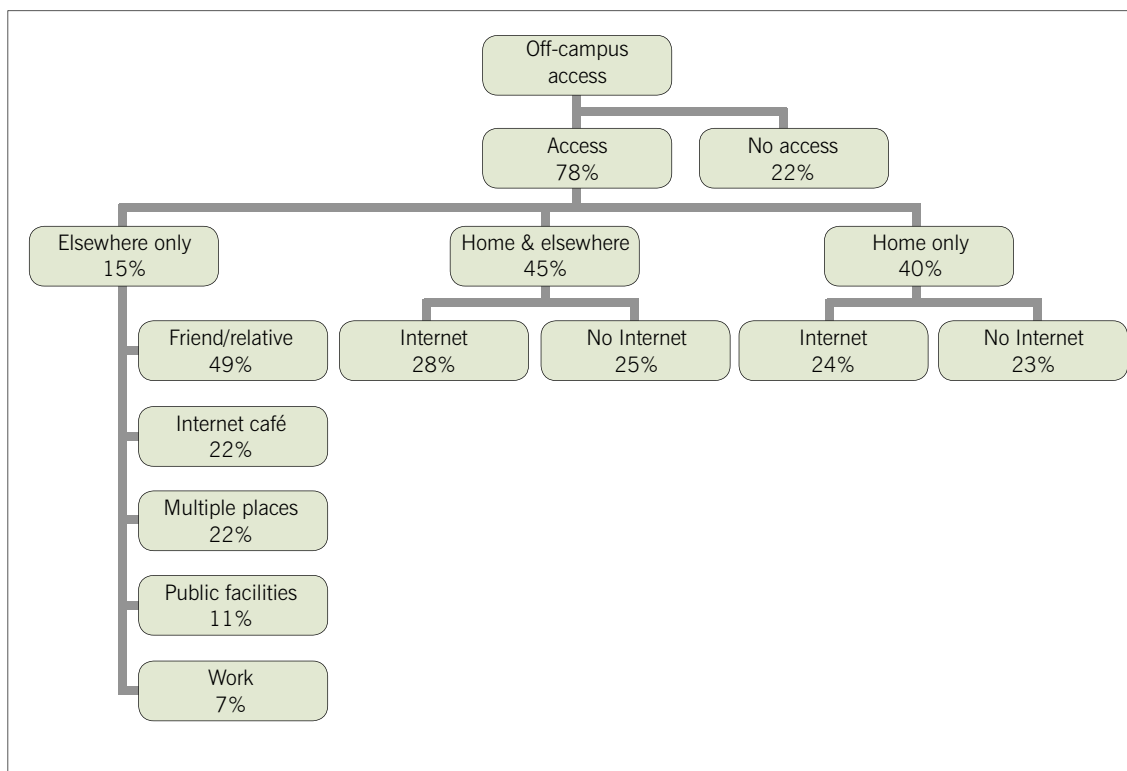 Off-campus
access
Access
78%
No access
22%
Elsewhere only
15%
Home & elsewhere
45%
Home only
40%
Friend/relative
49%
Internet
28%
No Internet
25%
Internet
24%
No Internet
23%
Internet café
22%
Multiple places
22%
Public facilities
11%
Work
7%